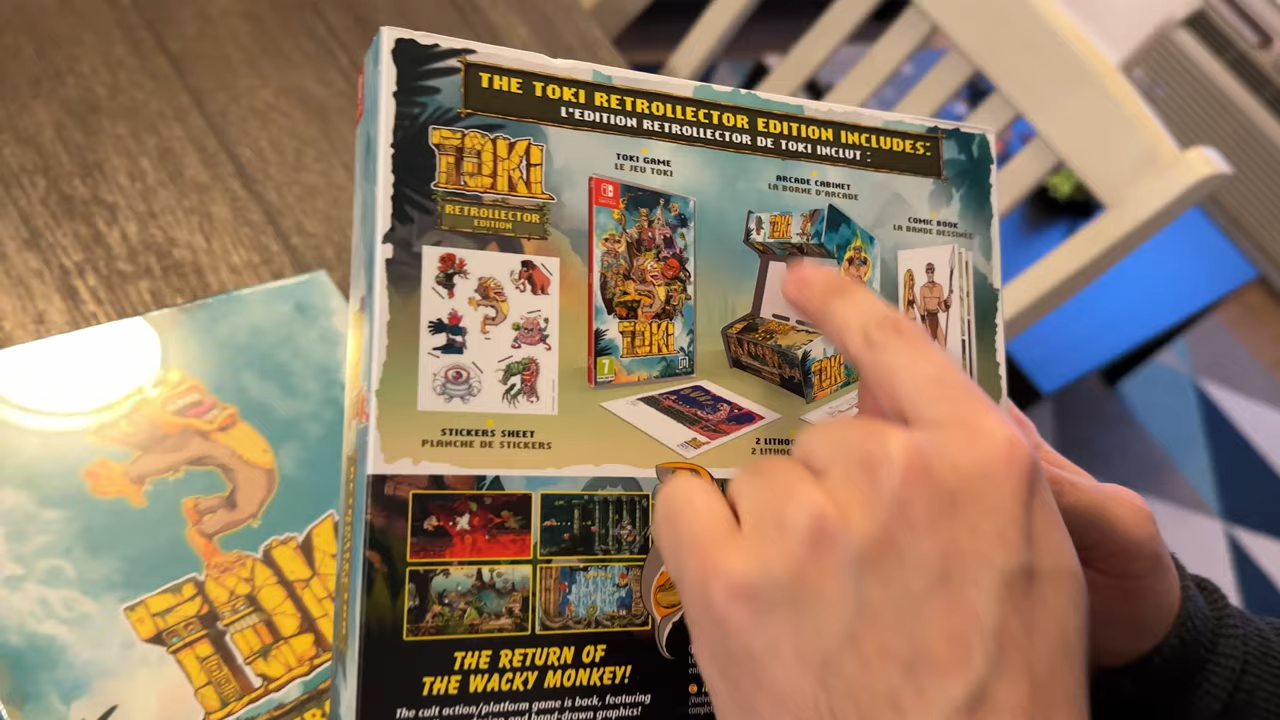 THE TOKI RETROLLECTOR EDITION INCLUDES:
L'EDITION RETROLLECTOR DE TOKI INCLUT :
TOKI
RETROLLECTOR
EDITION
TOKI GAME
LE JEU TOKI
ARCADE CABINET
LA BORNE D'ARCADE
COMIC BOOK
LA BANDE DESSINÉE
TOKI
TOKI
7
TOKI
STICKERS SHEET
PLANCHE DE STICKERS
2 LITHO
2 LITHO
THE RETURN OF
THE WACKY MONKEY!
The cult action/platform game is back, featuring
and hand-drawn graphics!